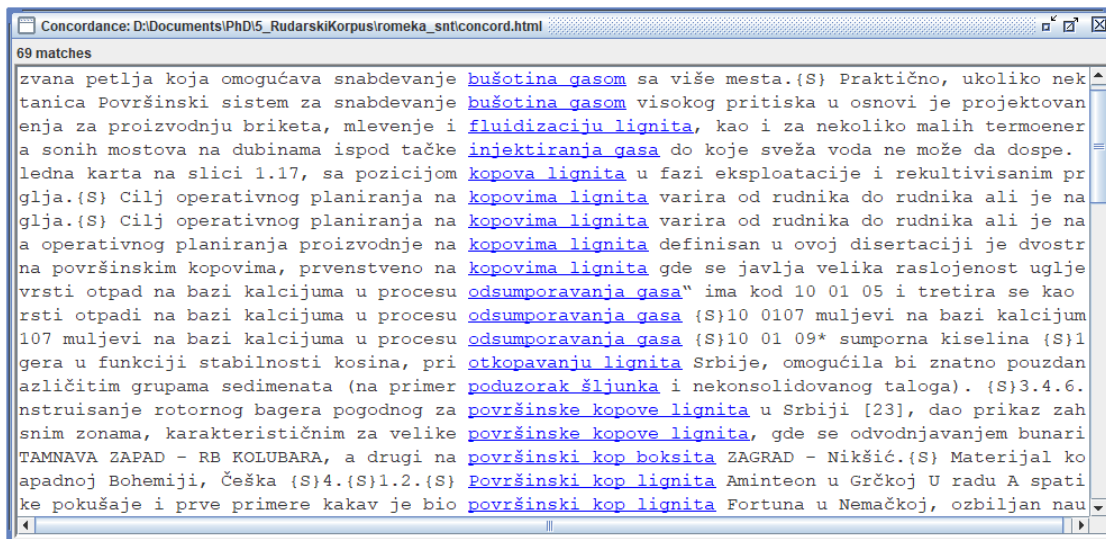 Concordance: D:\Documents\PhD\5_RudarskiKorpus\romeka_snt\concord.html
69 matches
zvana petlja koja omogućava snabdevanje bušotina gasom sa više mesta.{S} Praktično, ukoliko nek
tanica Površinski sistem za snabdevanje bušotina gasom visokog pritiska u osnovi je projektovan
enja za proizvodnju briketa, mlevenje i fluidizaciju lignita, kao i za nekoliko malih termoener
a sonih mostova na dubinama ispod tačke injektiranja gasa do koje sveža voda ne može da dospe.
ledna karta na slici 1.17, sa pozicijom kopova lignita u fazi eksploatacije i rekultivisanim pr
glja.{S} Cilj operativnog planiranja na kopovima lignita varira od rudnika do rudnika ali je na
glja.{S} Cilj operativnog planiranja na kopovima lignita varira od rudnika do rudnika ali je na
a operativnog planiranja proizvodnje na kopovima lignita definisan u ovoj disertaciji je dvostr
na površinskim kopovima, prvenstveno na kopovima lignita gde se javlja velika raslojenost uglje
vrsti otpad na bazi kalcijuma u procesu odsumporavanja gasa“ ima kod 10 01 05 i tretira se kao
rsti otpadi na bazi kalcijuma u procesu odsumporavanja gasa {S}10 0107 muljevi na bazi kalcijum
107 muljevi na bazi kalcijuma u procesu odsumporavanja gasa {S}10 01 09* sumporna kiselina {S}1
gera u funkciji stabilnosti kosina, pri otkopavanju lignita Srbije, omogućila bi znatno pouzdan
azličitim grupama sedimenata (na primer poduzorak šljunka i nekonsolidovanog taloga). {S}3.4.6.
nstruisanje rotornog bagera pogodnog za površinske kopove lignita u Srbiji [23], dao prikaz zah
snim zonama, karakterističnim za velike površinske kopove lignita, gde se odvodnjavanjem bunari
TAMNAVA ZAPAD – RB KOLUBARA, a drugi na površinski kop boksita ZAGRAD – Nikšić.{S} Materijal ko
apadnoj Bohemiji, Češka {S}4.{S}1.2.{S} Površinski kop lignita Aminteon u Grčkoj U radu A spati
ke pokušaje i prve primere kakav je bio površinski kop lignita Fortuna u Nemačkoj, ozbiljan nau